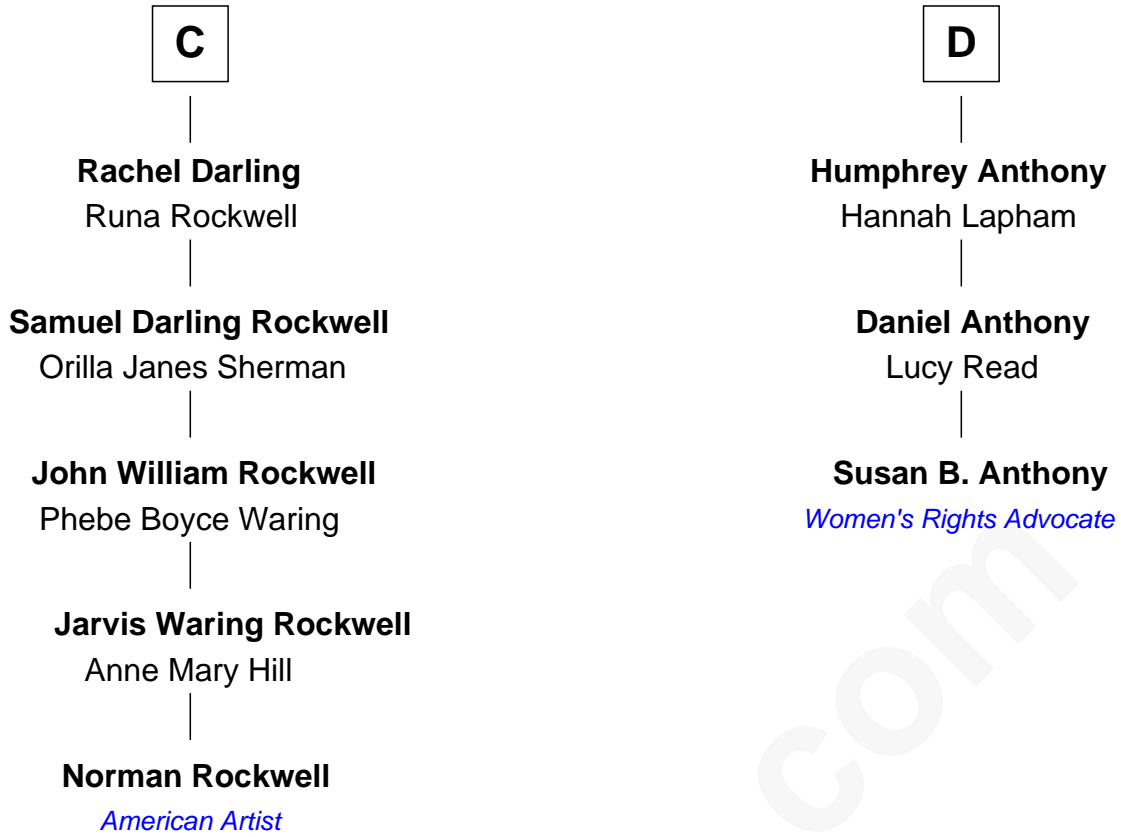 C
Rachel Darling
Runa Rockwell
Samuel Darling Rockwell
Orilla Janes Sherman
John William Rockwell
Phebe Boyce Waring
Jarvis Waring Rockwell
Anne Mary Hill
Norman Rockwell
American Artist
D
Humphrey Anthony
Hannah Lapham
Daniel Anthony
Lucy Read
Susan B. Anthony
Women's Rights Advocate
com